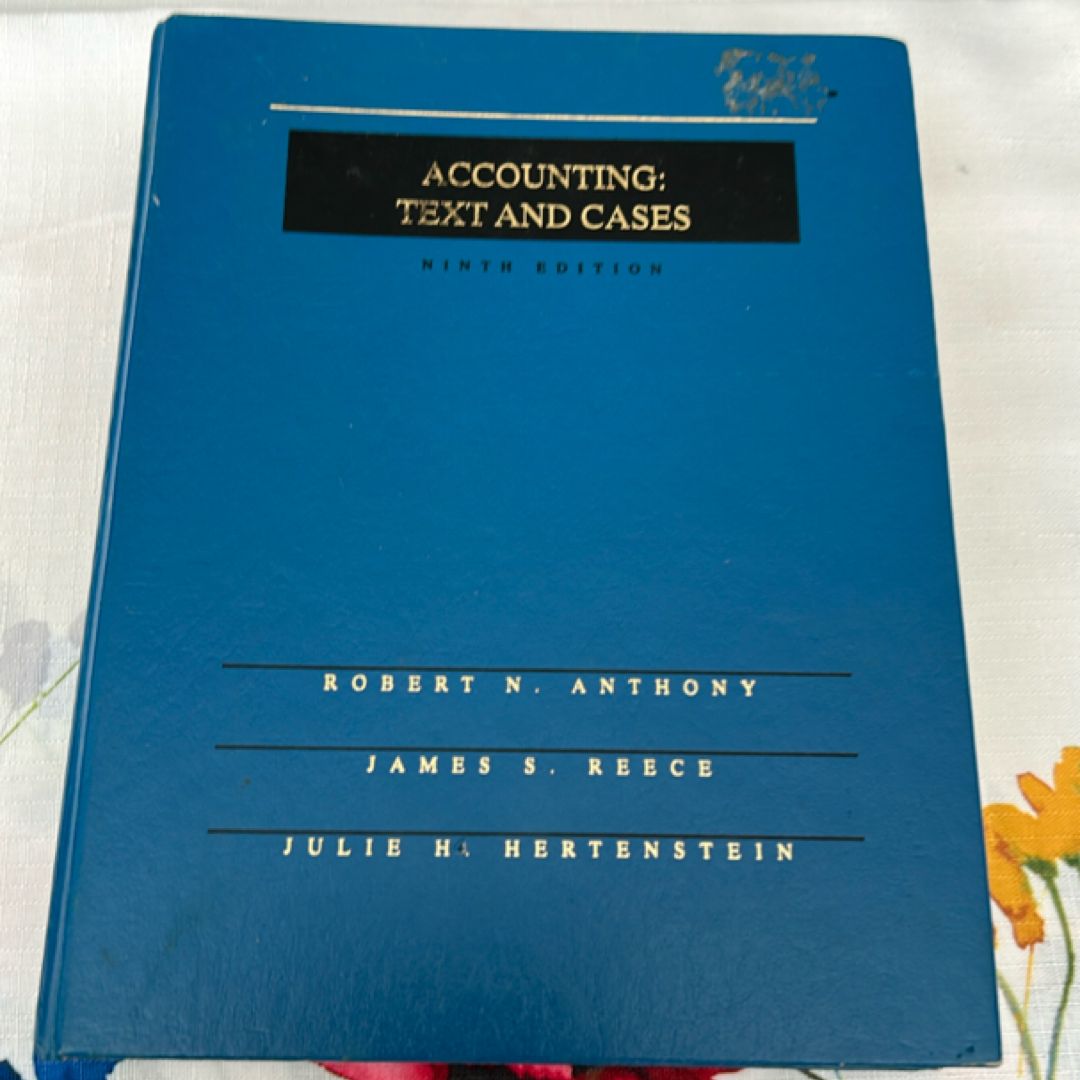 ACCOUNTING:
TEXT AND CASES
NINTH EDITION
ROBERT N. ANTHONY
JAMES S. REECE
JULIE H. HERTENSTEIN